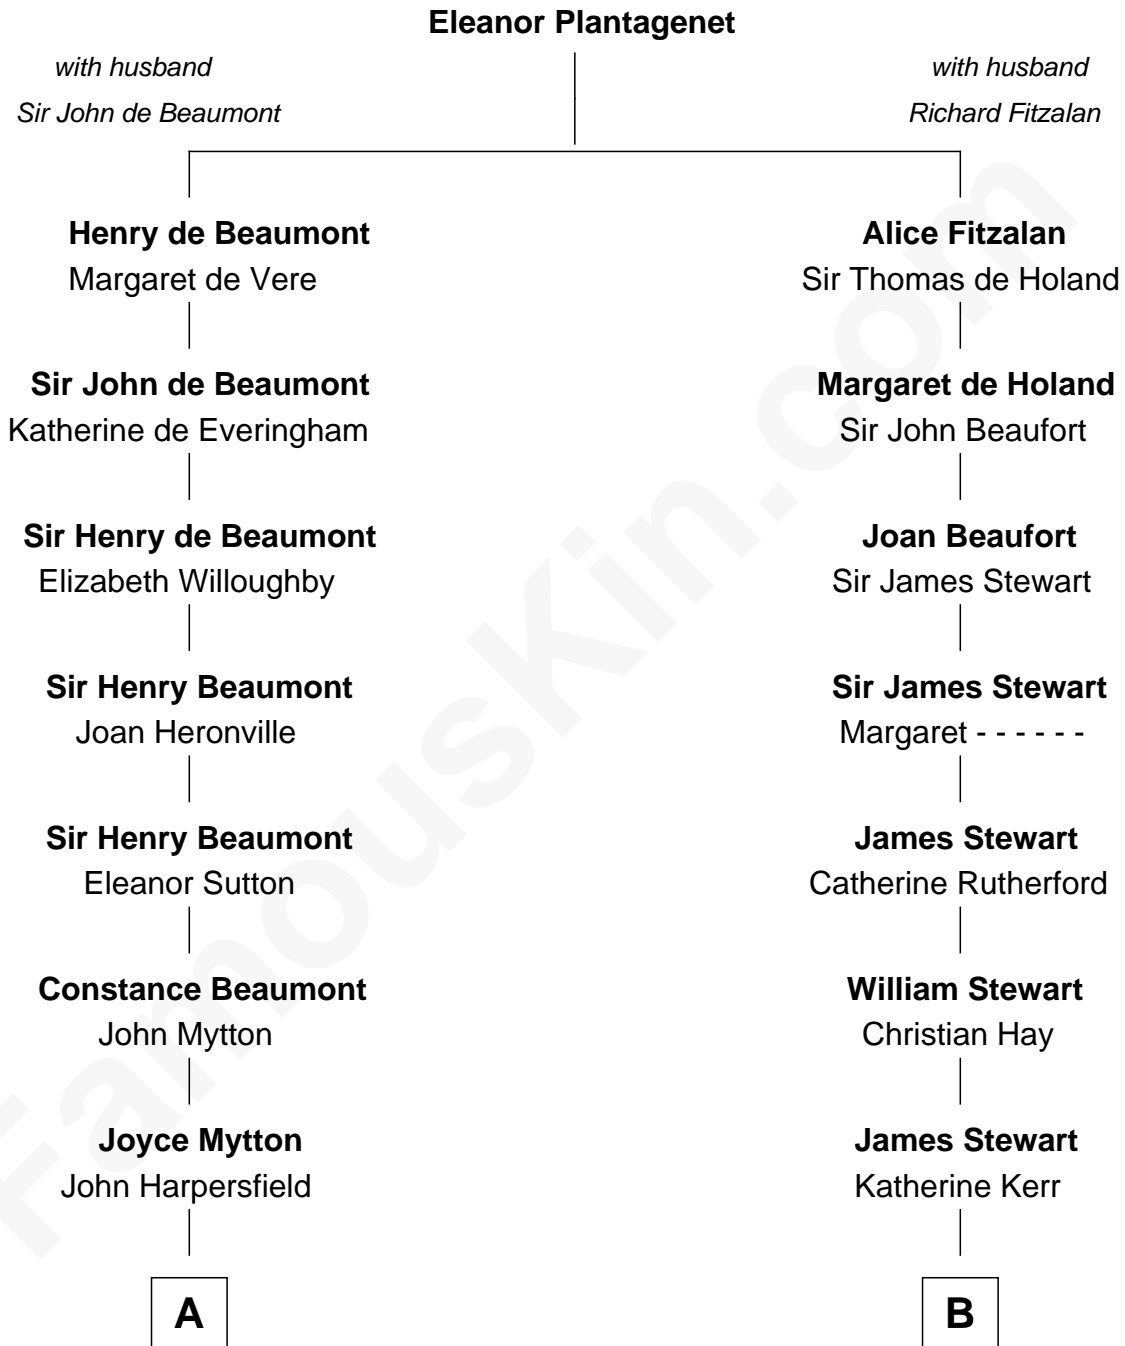 Eleanor Plantagenet
with husband
Sir John de Beaumont
with husband
Richard Fitzalan
Henry de Beaumont
Margaret de Vere
Alice Fitzalan
Sir Thomas de Holand
Sir John de Beaumont
Katherine de Everingham
Margaret de Holand
Sir John Beaufort
Sir Henry de Beaumont
Elizabeth Willoughby
Joan Beaufort
Sir James Stewart
Sir Henry Beaumont
Joan Heronville
Sir James Stewart
Margaret - - - - - -
Sir Henry Beaumont
Eleanor Sutton
James Stewart
Catherine Rutherford
Constance Beaumont
John Mytton
William Stewart
Christian Hay
Joyce Mytton
John Harpersfield
James Stewart
Katherine Kerr
A
B
FamousKin.com